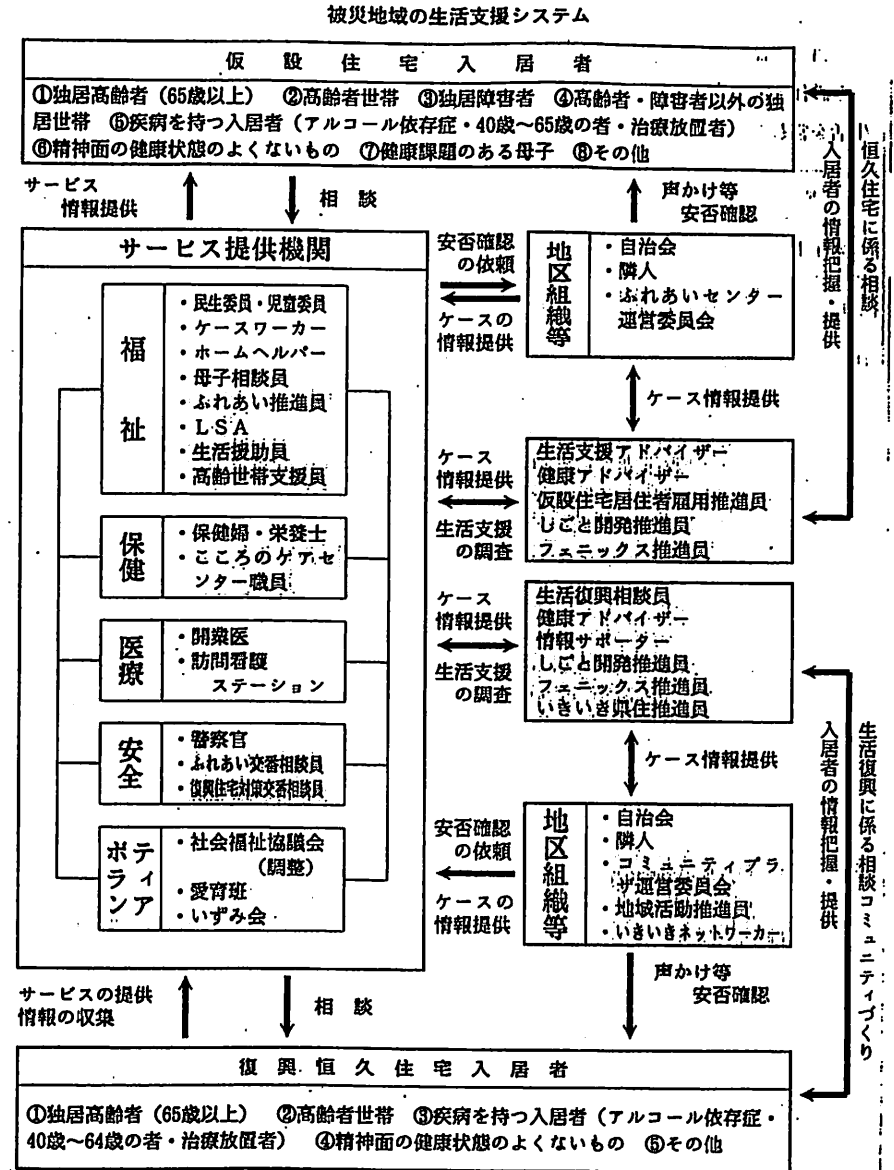 被災地域の生活支援システム
仮設住宅入居者
①独居高齢者（65歳以上）　②高齢者世帯　③独居障害者　④高齢者・障害者以外の独
居世帯　⑤疾病を持つ入居者（アルコール依存症・40歳～65歳の者・治療放置者）
⑥精神面の健康状態のよくないもの　⑦健康課題のある母子　⑧その他
サービス
情報提供
相談
声かけ等
安否確認
恒久住宅に係る相談
入居者の情報把握・提供
サービス提供機関
福祉
・民生委員・児童委員
・ケースワーカー
・ホームヘルパー
・母子相談員
・ふれあい推進員
・LSA
・生活援助員
・高齢世帯支援員
保健
・保健婦・栄養士
・こころのケアセ
ンター職員
医療
・開業医
・訪問看護
ステーション
安全
・警察官
・ふれあい交番相談員
・復興住宅対策交番相談員
ボランティア
・社会福祉協議会
（調整）
・愛育班
・いずみ会
安否確認
の依頼
ケースの
情報提供
地区組織等
・自治会
・隣人
・ふれあいセンター
運営委員会
ケース情報提供
ケース
情報提供
生活支援
の調査
生活支援アドバイザー
健康アドバイザー
仮設住宅居住者雇用推進員
しごと開発推進員
フェニックス推進員
ケース
情報提供
生活支援
の調査
生活復興相談員
健康アドバイザー
情報サポーター
しごと開発推進員
フェニックス推進員
いきいき県住推進員
ケース情報提供
安否確認
の依頼
ケースの
情報提供
地区組織等
・自治会
・隣人
・コミュニティプラ
ザ運営委員会
・地域活動推進員
・いきいきネットワーカー
生活復興に係る相談コミュニティづくり
入居者の情報把握・提供
サービスの提供
情報の収集
相談
声かけ等
安否確認
復興恒久住宅入居者
①独居高齢者（65歳以上）　②高齢者世帯　③疾病を持つ入居者（アルコール依存症・
40歳～64歳の者・治療放置者）　④精神面の健康状態のよくないもの　⑤その他